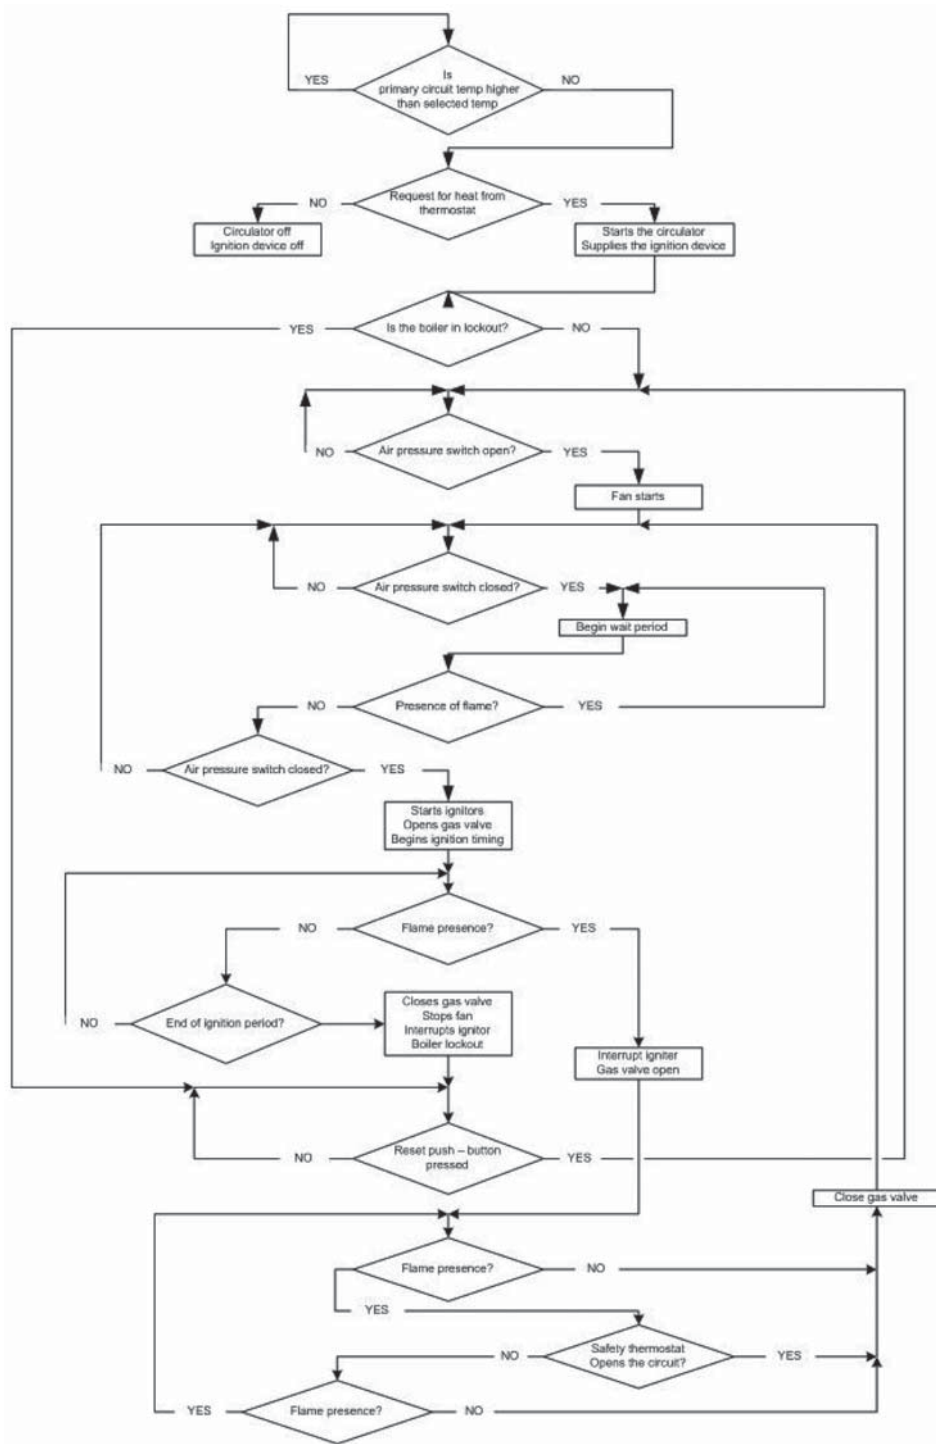 Is
primary circuit temp higher
than selected temp
YES
NO
Request for heat from
thermostat
NO
YES
Circulator off
Ignition device off
Starts the circulator
Supplies the ignition device
YES
Is the boiler in lockout?
NO
NO
Air pressure switch open?
YES
Fan starts
NO
Air pressure switch closed?
YES
Begin wait period
NO
Presence of flame?
YES
NO
Air pressure switch closed?
YES
Starts ignitors
Opens gas valve
Begins ignition timing
NO
Flame presence?
YES
NO
End of ignition period?
Closes gas valve
Stops fan
Interrupts ignitor
Boiler lockout
Interrupt igniter
Gas valve open
NO
Reset push – button
pressed
YES
Close gas valve
Flame presence?
NO
YES
NO
Safety thermostat
Opens the circuit?
YES
YES
Flame presence?
NO